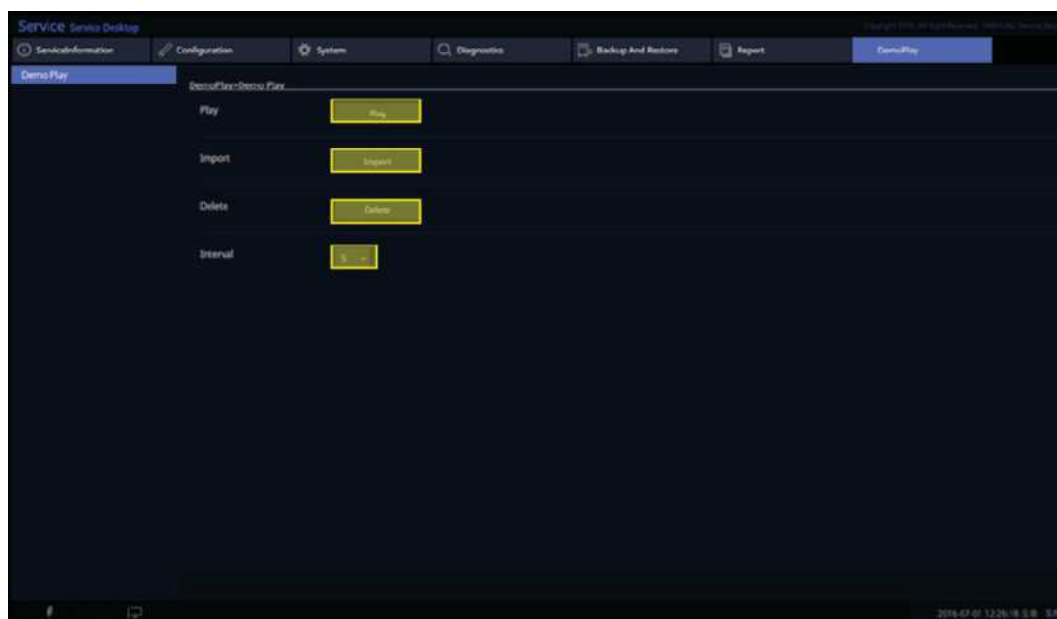 Service Service Desktop
ServiceInformation
Configuration
System
Diagnostics
Backup And Restore
Report
DemoPlay
Demo Play
DemoPlay>Demo Play
Play
Play
Import
Import
Delete
Delete
Interval
5